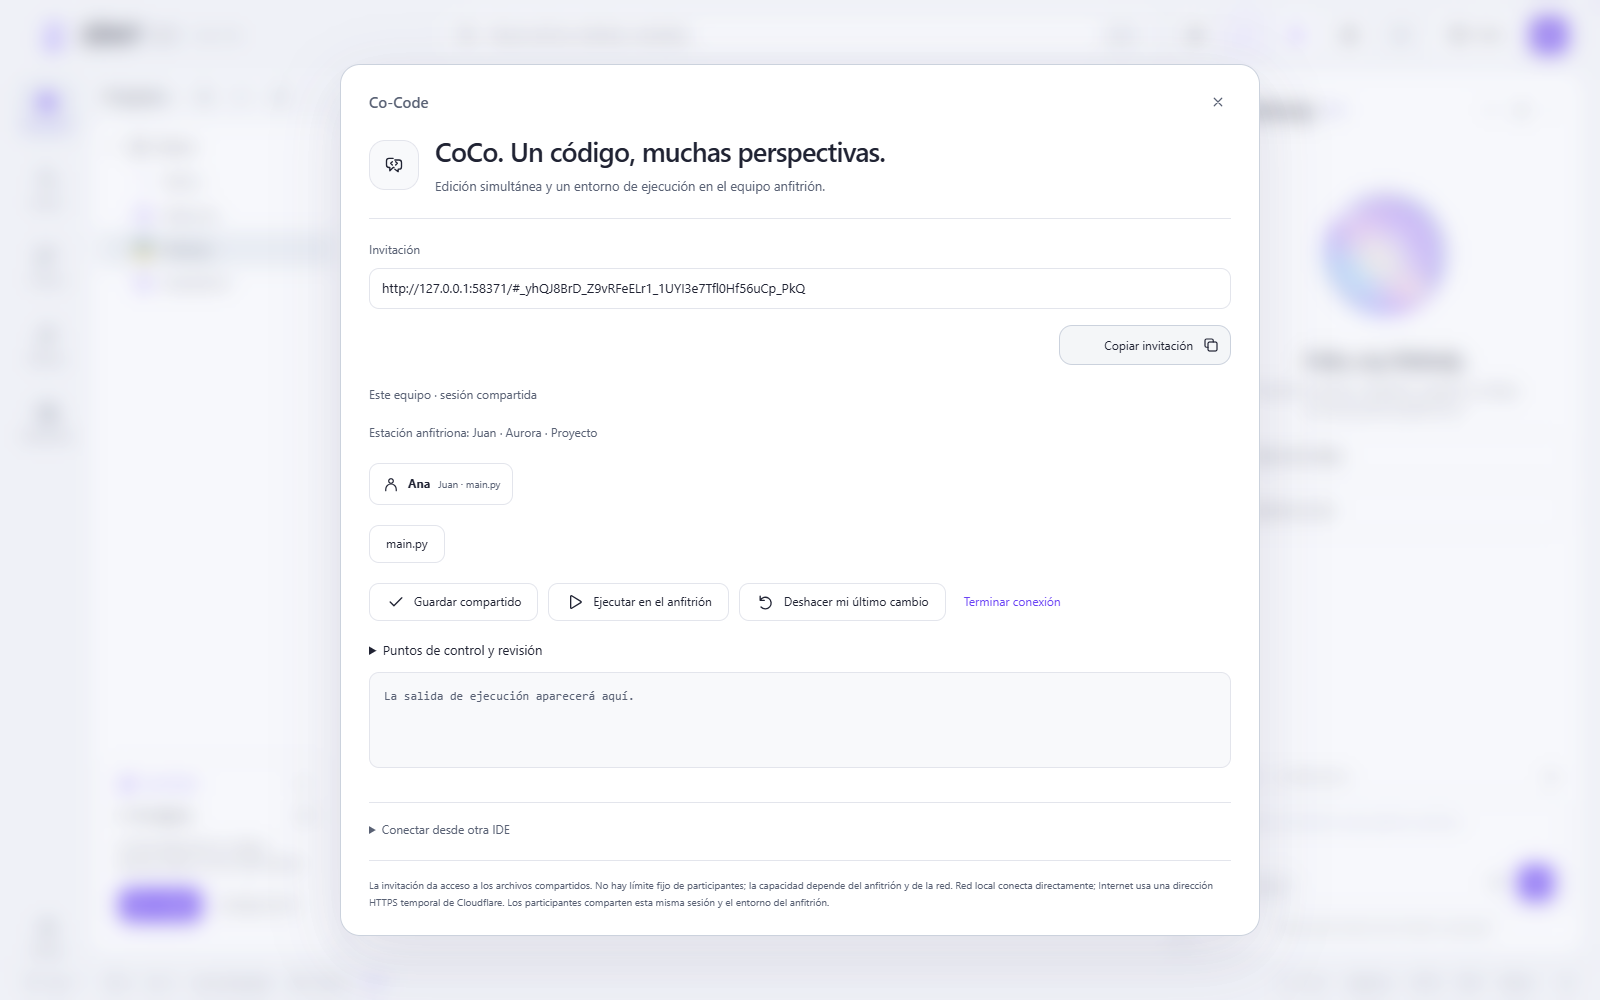 Co-Code
CoCo. Un código, muchas perspectivas.
Edición simultánea y un entorno de ejecución en el equipo anfitrión.
Invitación
http://127.0.0.1:58371/#_yhQJ8BrD_Z9vRFeELr1_1UYI3e7Tfl0Hf56uCp_PkQ
Copiar invitación
Este equipo · sesión compartida
Estación anfitriona: Juan · Aurora · Proyecto
Ana Juan · main.py
main.py
Guardar compartido Ejecutar en el anfitrión Deshacer mi último cambio Terminar conexión
Puntos de control y revisión
La salida de ejecución aparecerá aquí.
Conectar desde otra IDE
La invitación da acceso a los archivos compartidos. No hay límite fijo de participantes; la capacidad depende del anfitrión y de la red. Red local conecta directamente; Internet usa una dirección
HTTPS temporal de Cloudflare. Los participantes comparten esta misma sesión y el entorno del anfitrión.